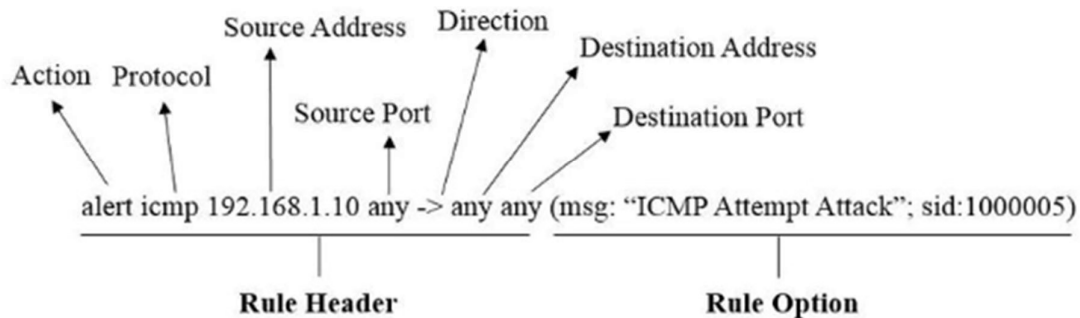 Direction
Source Address
Destination Address
Action Protocol
Source Port
Destination Port
alert icmp 192.168.1.10 any -> any any (msg: “ICMP Attempt Attack”; sid:1000005)
Rule Header
Rule Option